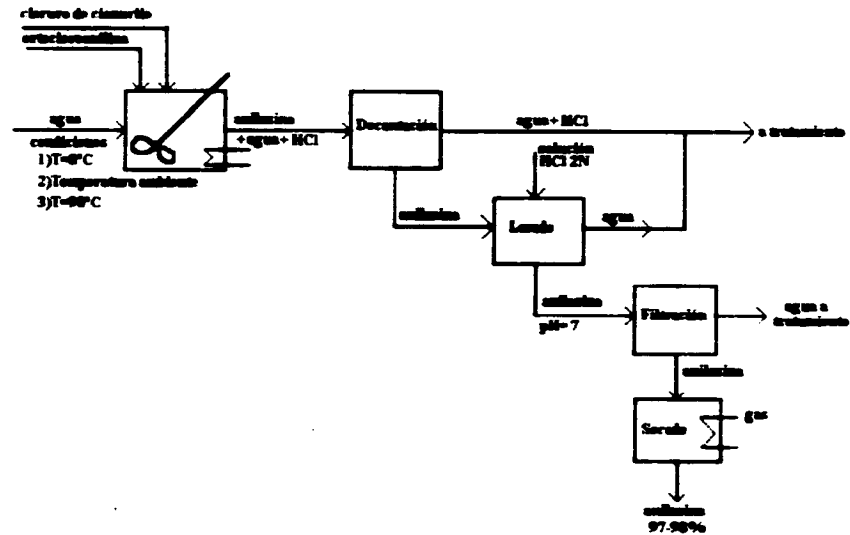 cloruro de cianurilo
ortocloroanilina
agua
condiciones
1)T=0°C
2)Temperatura ambiente
3)T=90°C
anilazina
+agua+HCl
Decantación
agua+HCl
a tratamiento
solución
HCl 2N
anilazina
Lavado
agua
anilazina
pH= 7
Filtración
agua a
tratamiento
anilazina
Secado
gas
anilazina
97-98%